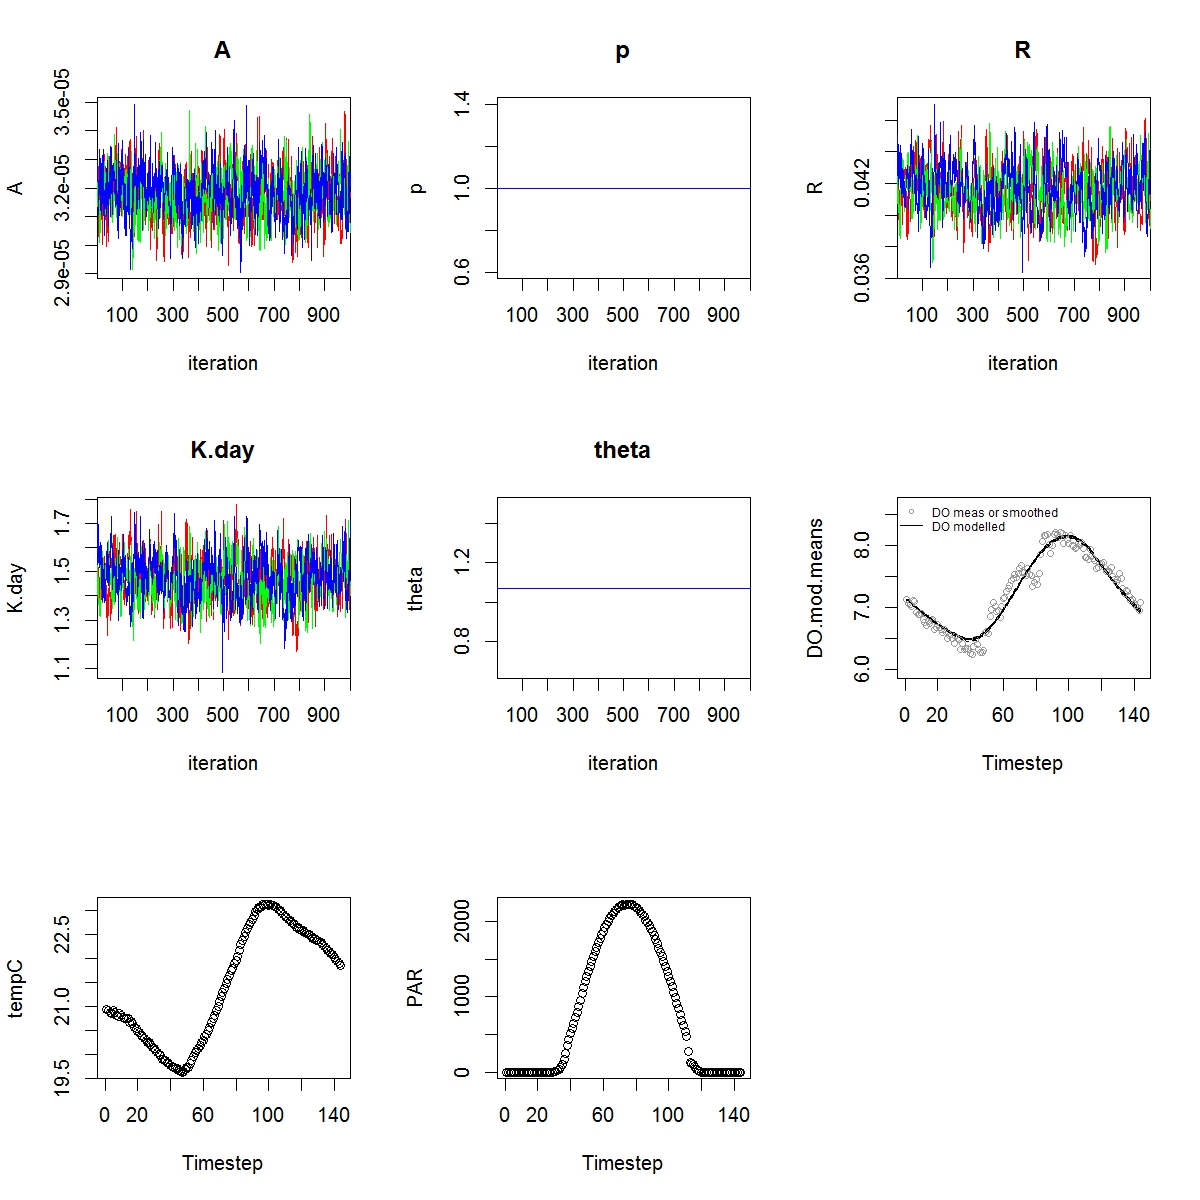 A
p
R
A
3.5e-05
3.2e-05
2.9e-05
100 300 500 700 900
iteration
p
1.4
1.0
0.6
100 300 500 700 900
iteration
R
0.042
0.036
100 300 500 700 900
iteration
K.day
theta
K.day
1.7
1.5
1.3
1.1
100 300 500 700 900
iteration
theta
1.2
0.8
100 300 500 700 900
iteration
DO.mod.means
8.0
7.0
6.0
DO meas or smoothed
DO modelled
0 20 60 100 140
Timestep
tempC
22.5
21.0
19.5
0 20 60 100 140
Timestep
PAR
2000
1000
0
0 20 60 100 140
Timestep